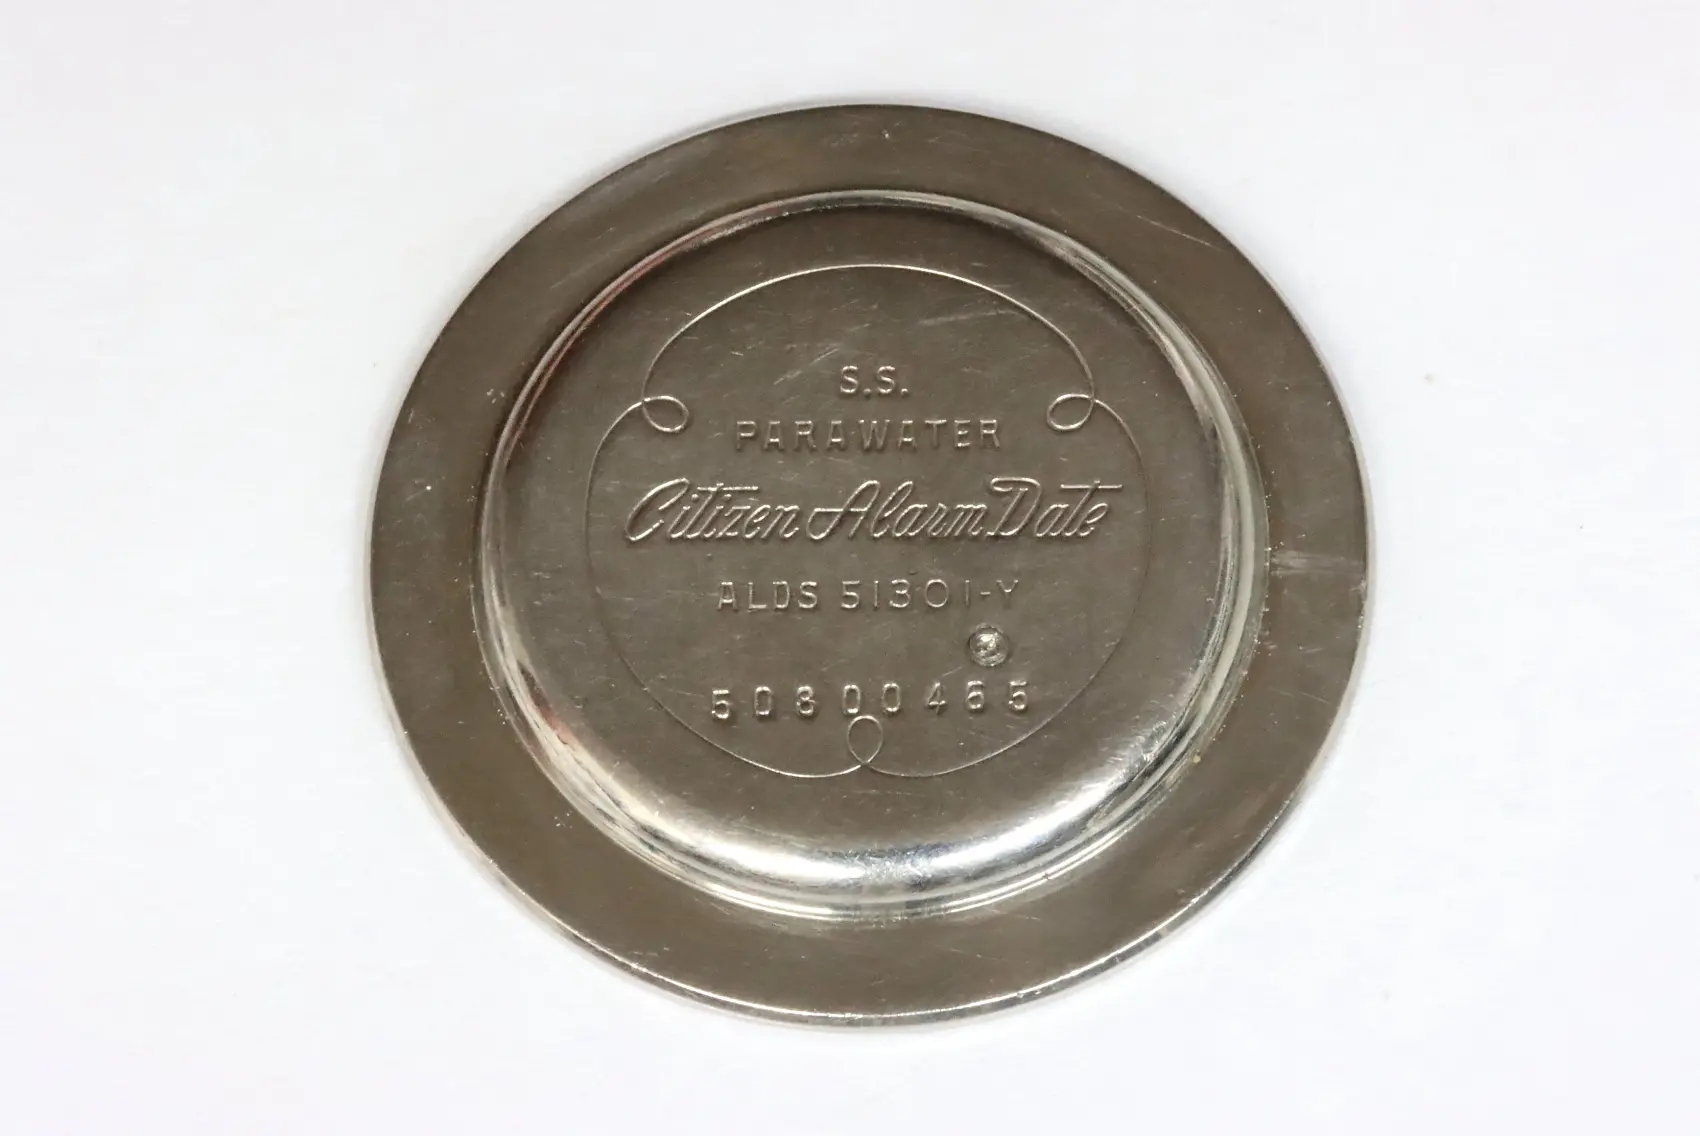 S.S.
PARAWATER
Citizen Alarm Date
ALDS 51301-Y
50800465